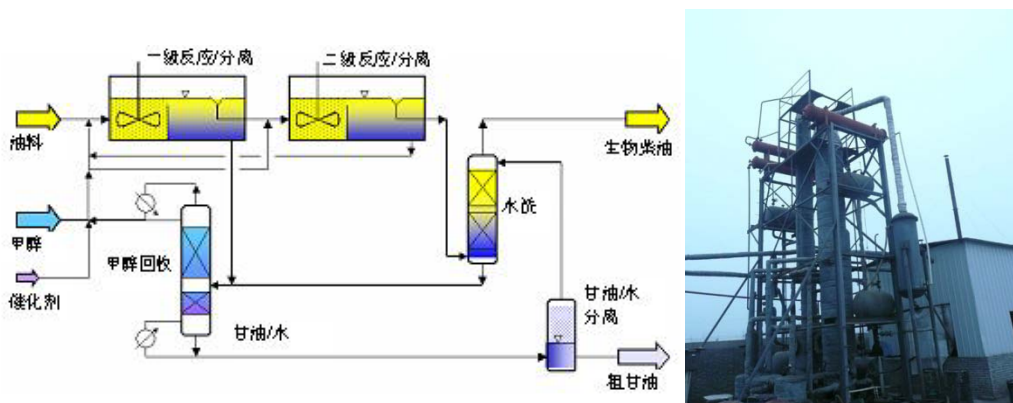 一级反应/分离
二级反应/分离
油料
生物柴油
水洗
甲醇
甲醇回收
催化剂
甘油/水
甘油/水
分离
粗甘油